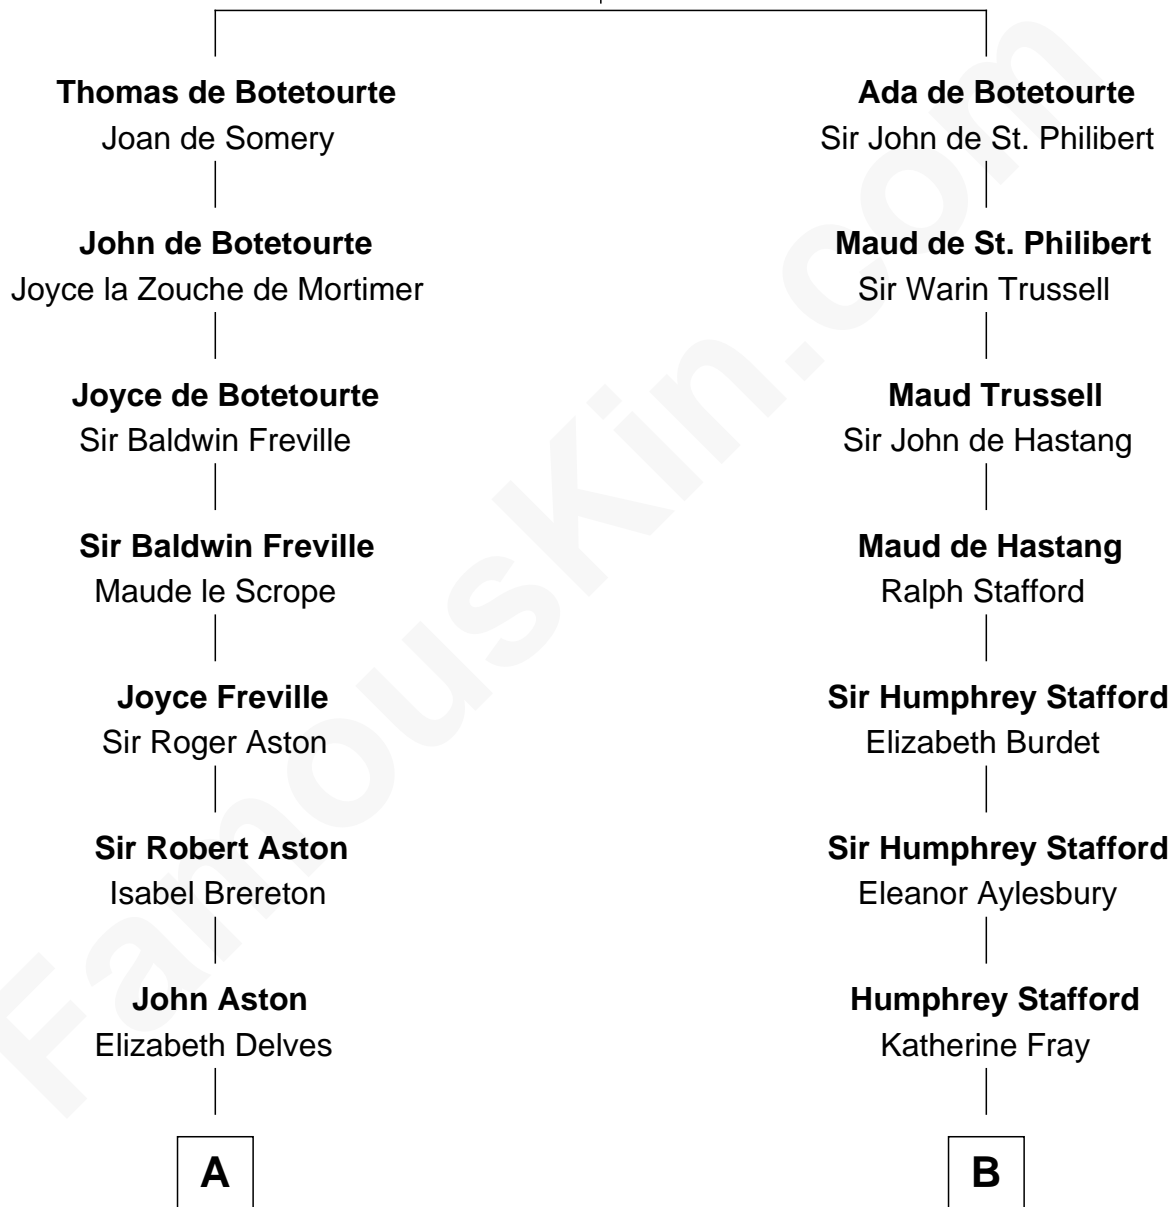 Thomas de Botetourte
Joan de Somery
John de Botetourte
Joyce la Zouche de Mortimer
Joyce de Botetourte
Sir Baldwin Freville
Sir Baldwin Freville
Maude le Scrope
Joyce Freville
Sir Roger Aston
Sir Robert Aston
Isabel Brereton
John Aston
Elizabeth Delves
A
Ada de Botetourte
Sir John de St. Philibert
Maud de St. Philibert
Sir Warin Trussell
Maud Trussell
Sir John de Hastang
Maud de Hastang
Ralph Stafford
Sir Humphrey Stafford
Elizabeth Burdet
Sir Humphrey Stafford
Eleanor Aylesbury
Humphrey Stafford
Katherine Fray
B
FamousKin.com